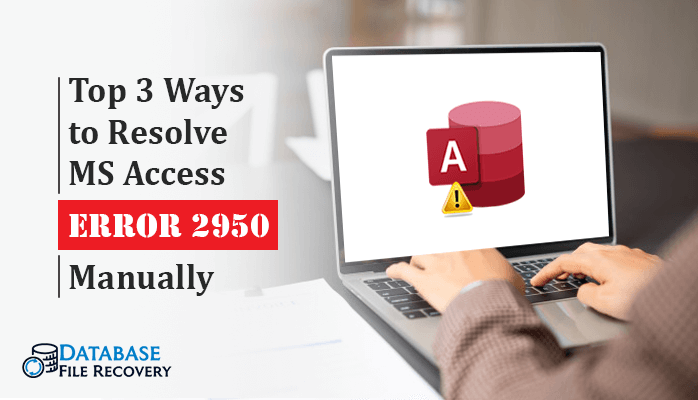 Top 3 Ways
to Resolve
MS Access
ERROR 2950
Manually
A
DATABASE
FILE RECOVERY